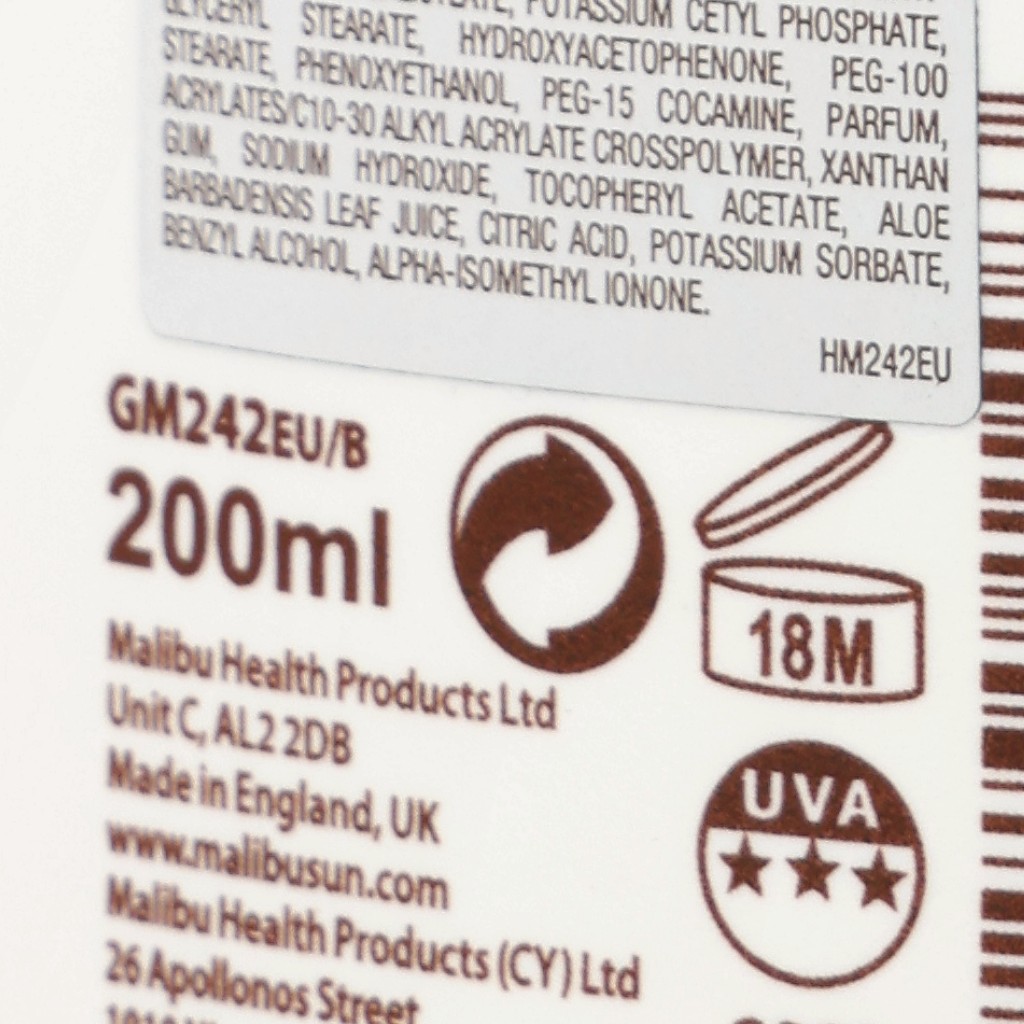 POTASSIUM CETYL PHOSPHATE,
GLYCERYL STEARATE, HYDROXYACETOPHENONE, PEG-100
STEARATE, PHENOXYETHANOL, PEG-15 COCAMINE, PARFUM,
ACRYLATES/C10-30 ALKYL ACRYLATE CROSSPOLYMER, XANTHAN
GUM, SODIUM HYDROXIDE, TOCOPHERYL ACETATE, ALOE
BARBADENSIS LEAF JUICE, CITRIC ACID, POTASSIUM SORBATE,
BENZYL ALCOHOL, ALPHA-ISOMETHYL IONONE.
HM242EU
GM242EU/B
200ml
18M
Malibu Health Products Ltd
Unit C, AL2 2DB
Made in England, UK
www.malibusun.com
Malibu Health Products (CY) Ltd
26 Apollonos Street
UVA